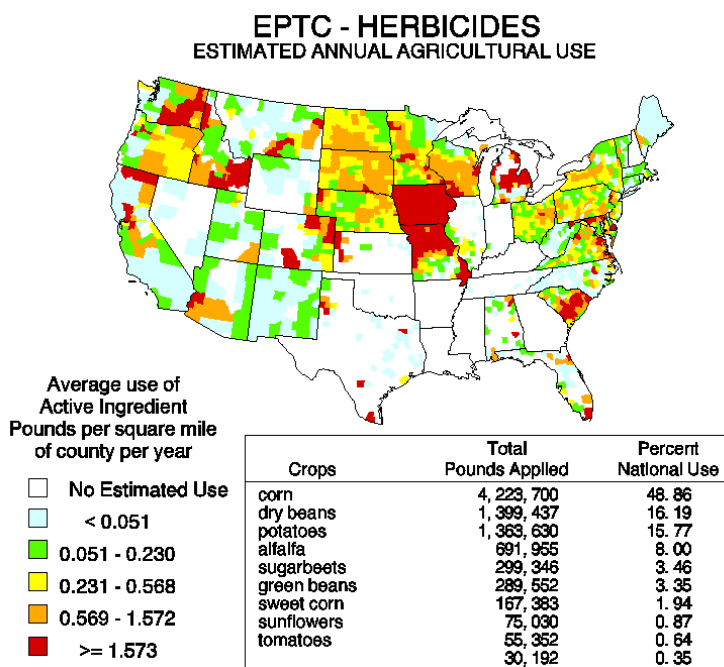 EPTC - HERBICIDES
ESTIMATED ANNUAL AGRICULTURAL USE
Average use of
Active Ingredient
Pounds per square mile
of county per year
No Estimated Use
< 0.051
0.051 - 0.230
0.231 - 0.568
0.569 - 1.572
>= 1.573
Total Percent
Crops Pounds Applied National Use
corn 4, 223, 700 48. 86
dry beans 1, 399, 437 16. 19
potatoes 1, 363, 630 15. 77
alfalfa 691, 955 8. 00
sugarbeets 299, 346 3. 46
green beans 289, 552 3. 35
sweet corn 167, 383 1. 94
sunflowers 75, 030 0. 87
tomatoes 55, 352 0. 64
30, 192 0. 35